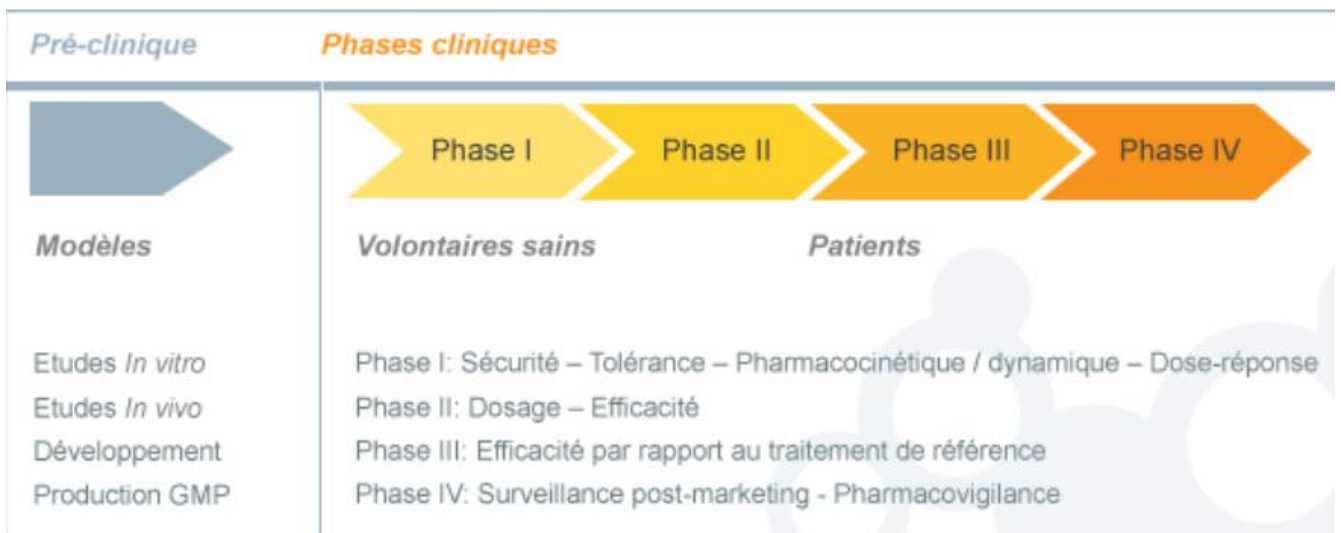 Pré-clinique
Phases cliniques
Phase I
Phase II
Phase III
Phase IV
Modèles
Volontaires sains
Patients
Etudes In vitro
Etudes In vivo
Développement
Production GMP
Phase I: Sécurité – Tolérance – Pharmacocinétique / dynamique – Dose-réponse
Phase II: Dosage – Efficacité
Phase III: Efficacité par rapport au traitement de référence
Phase IV: Surveillance post-marketing - Pharmacovigilance